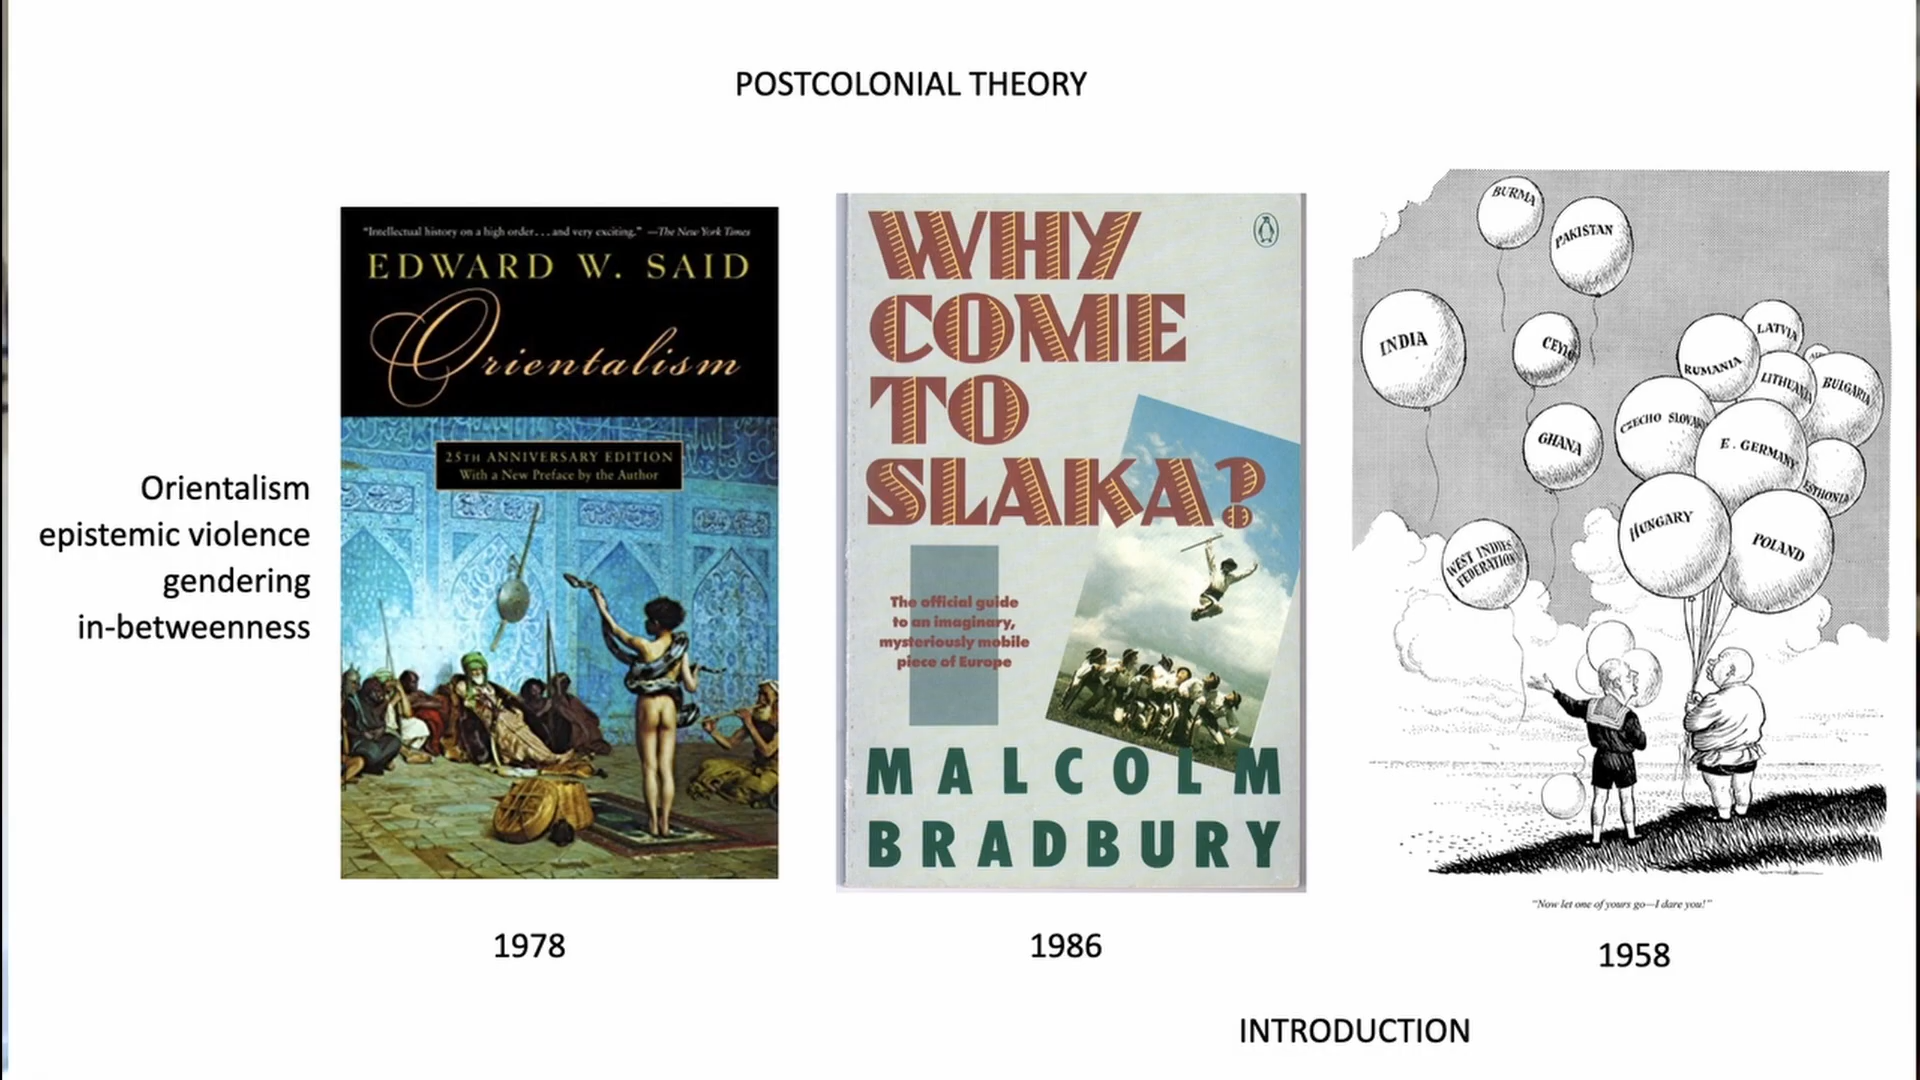 POSTCOLONIAL THEORY
Orientalism
epistemic violence
gendering
in-betweenness
"Intellectual history on a high order . . . and very exciting." —The New York Times
EDWARD W. SAID
Orientalism
25TH ANNIVERSARY EDITION
With a New Preface by the Author
1978
WHY
COME
TO
SLAKA?
The official guide
to an imaginary,
mysteriously mobile
piece of Europe
MALCOLM
BRADBURY
1986
BURMA
PAKISTAN
INDIA
CEYLO
GHANA
WEST INDIES
FEDERATION
LATVIA
RUMANIA
LITHUANIA
BULGARIA
CZECHO SLOVAK
E. GERMANY
ESTHONIA
HUNGARY
POLAND
"Now let one of yours go—I dare you!"
1958
INTRODUCTION